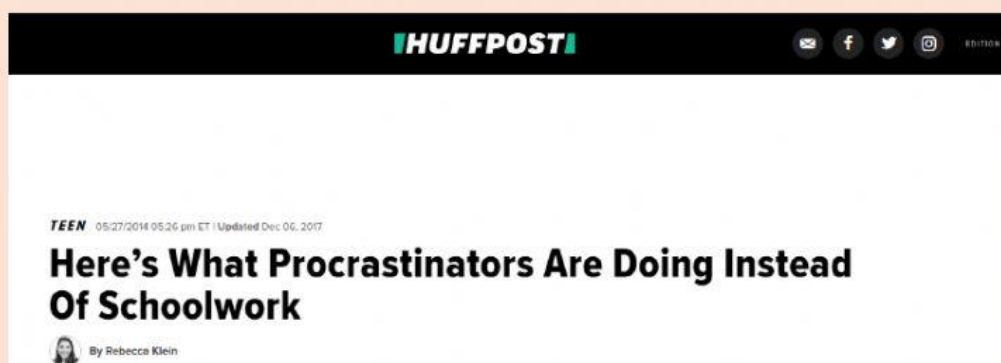 HUFFPOST
EDITION
TEEN 05/27/2014 05:26 pm ET | Updated Dec 06, 2017
Here's What Procrastinators Are Doing Instead
Of Schoolwork
By Rebecca Klein